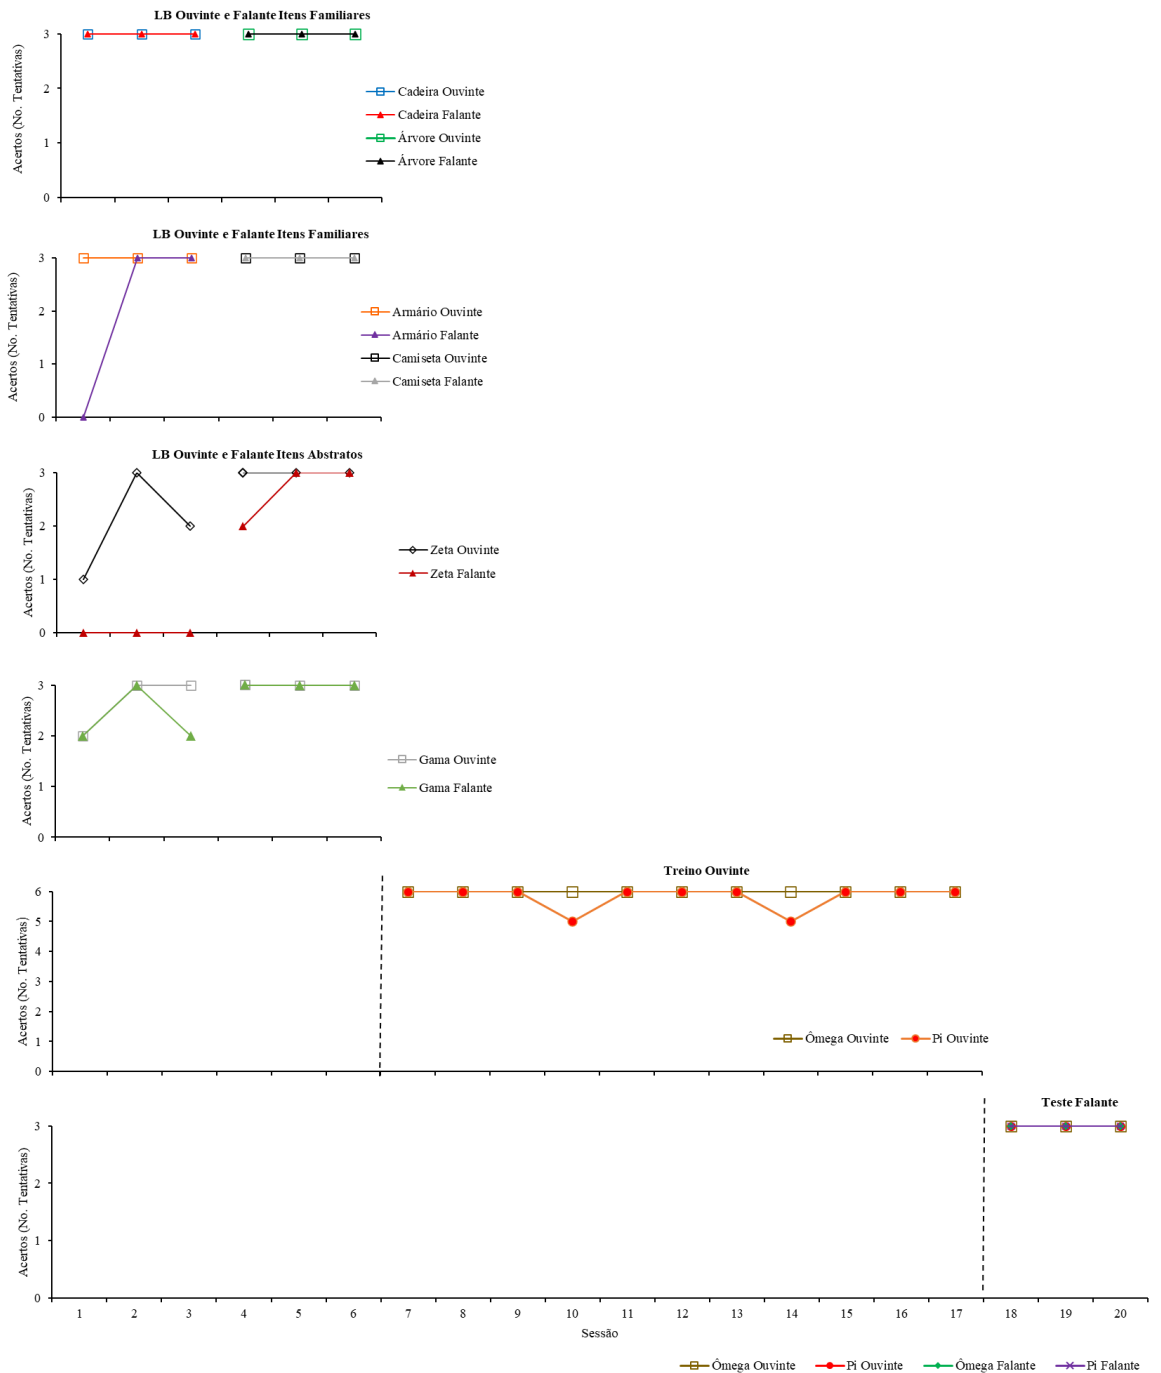 LB Ouvinte e Falante Itens Familiares
Acertos (No. Tentativas)
3
2
1
0
Cadeira Ouvinte
Cadeira Falante
Árvore Ouvinte
Árvore Falante
LB Ouvinte e Falante Itens Familiares
Acertos (No. Tentativas)
3
2
1
0
Armário Ouvinte
Armário Falante
Camiseta Ouvinte
Camiseta Falante
LB Ouvinte e Falante Itens Abstratos
Acertos (No. Tentativas)
3
2
1
0
Zeta Ouvinte
Zeta Falante
Acertos (No. Tentativas)
3
2
1
0
Gama Ouvinte
Gama Falante
Treino Ouvinte
Acertos (No. Tentativas)
6
5
4
3
2
1
0
Ômega Ouvinte Pi Ouvinte
Teste Falante
Acertos (No. Tentativas)
3
2
1
0
1 2 3 4 5 6 7 8 9 10 11 12 13 14 15 16 17 18 19 20
Sessão
Ômega Ouvinte Pi Ouvinte Ômega Falante Pi Falante